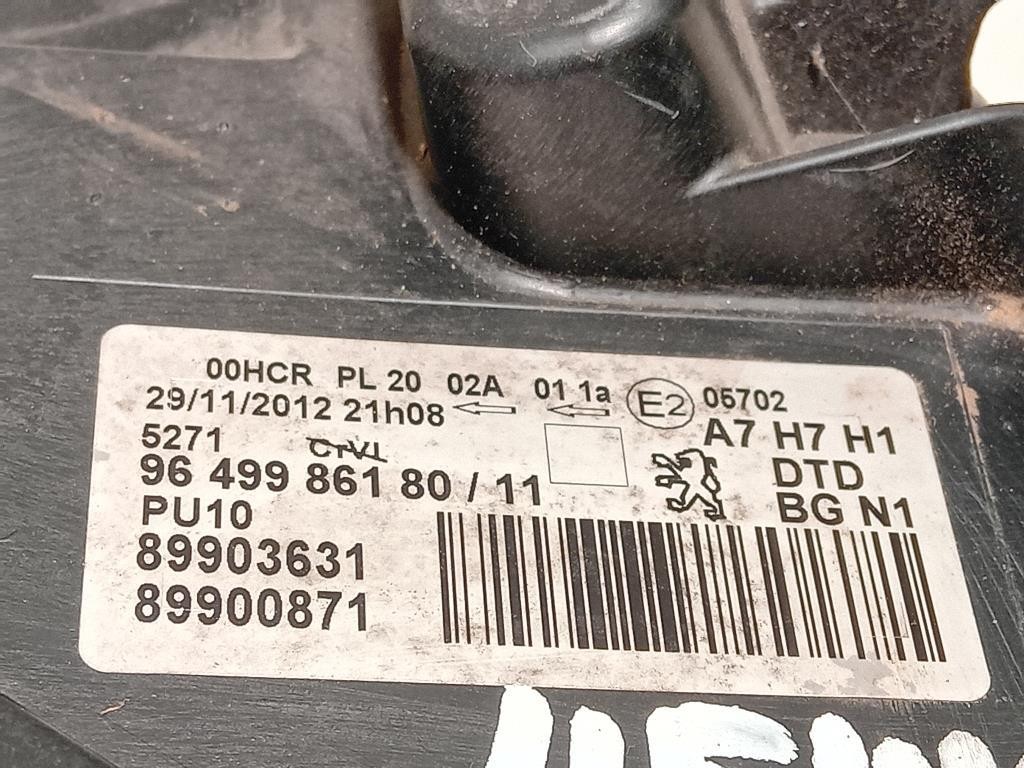 00HCR PL 20 02A 01 1a E2 05702
29/11/2012 21h08
5271 A7 H7 H1
96 499 861 80 / 11 DTD
PU10 BG N1
89903631
89900871